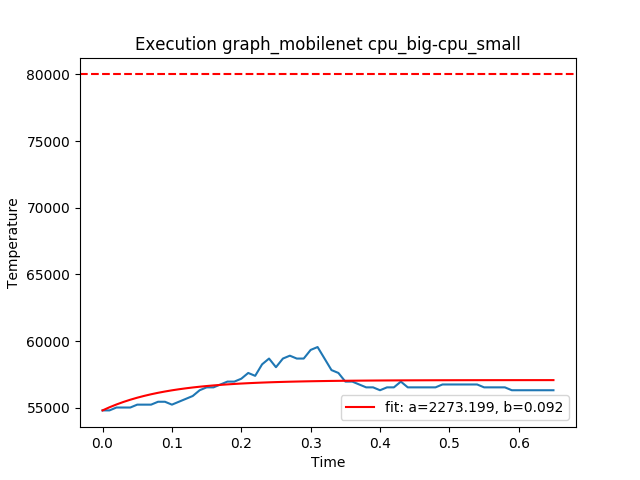 Execution graph_mobilenet cpu_big-cpu_small
80000
75000
70000
65000
60000
55000
Temperature
fit: a=2273.199, b=0.092
0.0 0.1 0.2 0.3 0.4 0.5 0.6
Time